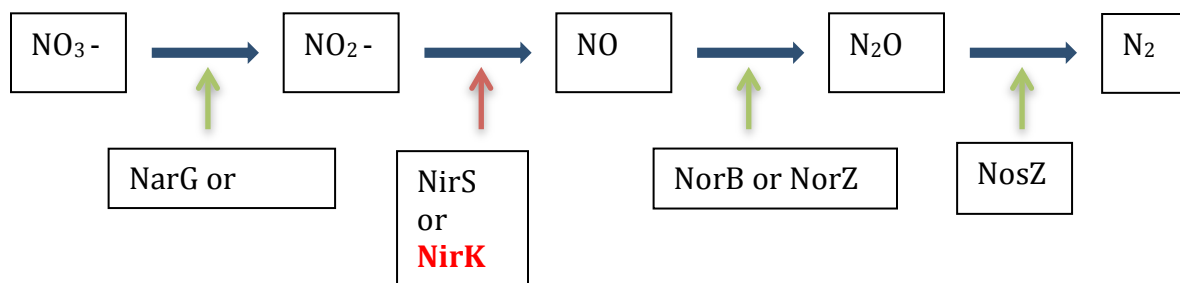 NO₃ -
NO₂ -
NO
N₂O
N₂
NarG or
NirS
or
NirK
NorB or NorZ
NosZ